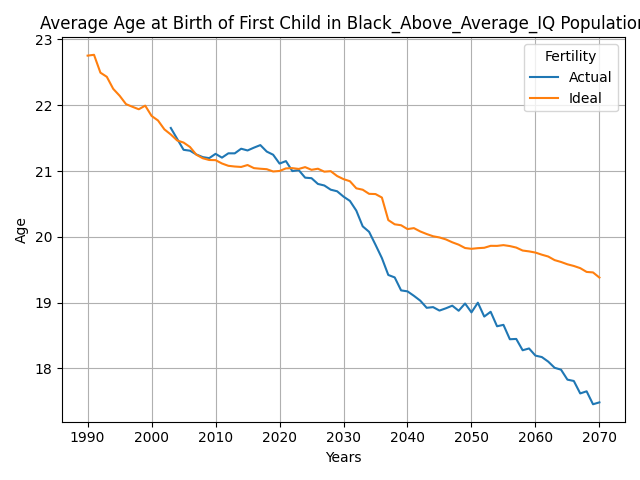 Average Age at Birth of First Child in Black_Above_Average_IQ Population
23
22
21
20
19
18
Age
Fertility
Actual
Ideal
1990 2000 2010 2020 2030 2040 2050 2060 2070
Years